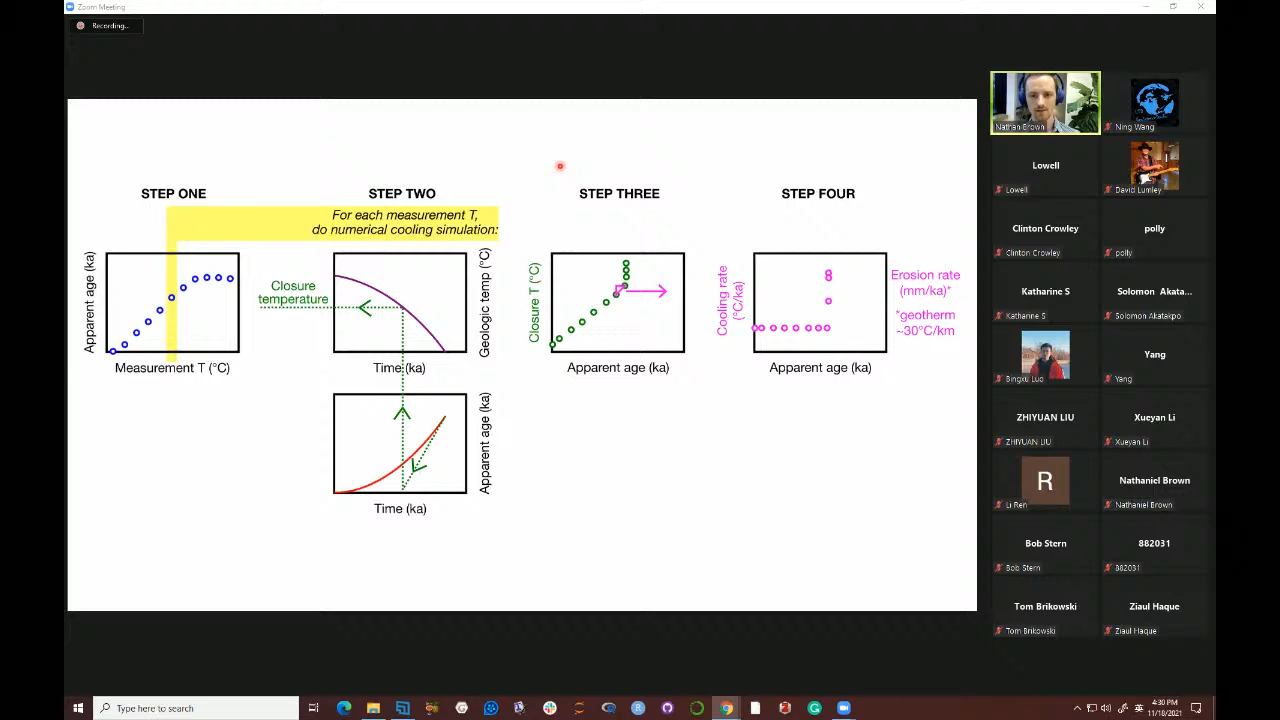 Zoom Meeting
Recording...
STEP ONE
STEP TWO
STEP THREE
STEP FOUR
For each measurement T,
do numerical cooling simulation:
Apparent age (ka)
Measurement T (°C)
Closure
temperature
Geologic temp (°C)
Time (ka)
Apparent age (ka)
Time (ka)
Closure T (°C)
Apparent age (ka)
Cooling rate
(°C/ka)
Apparent age (ka)
Erosion rate
(mm/ka)*
*geotherm
~30°C/km
Nathan Brown
Ning Wang
Lowell
Lowell
David Lumley
Clinton Crowley
Clinton Crowley
polly
polly
Katharine S
Katharine S
Solomon Akata...
Solomon Akatakpo
Bingxu Luo
Yang
Yang
ZHIYUAN LIU
ZHIYUAN LIU
Xueyan Li
Xueyan Li
R
Li Ren
Nathaniel Brown
Nathaniel Brown
Bob Stern
Bob Stern
882031
882031
Tom Brikowski
Tom Brikowski
Ziaul Haque
Ziaul Haque
Type here to search
4:30 PM
11/18/2021